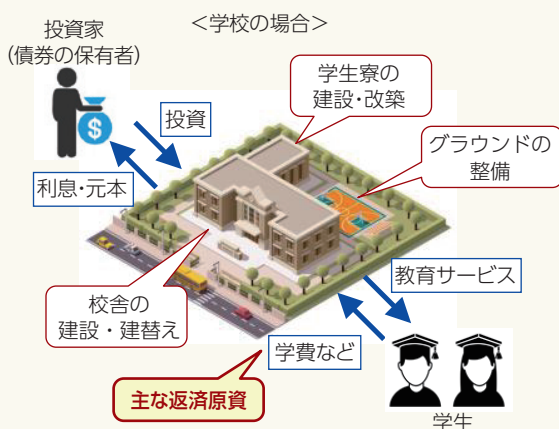 <学校の場合>
投資家
(債券の保有者)
投資
利息･元本
学生寮の
建設･改築
グラウンドの
整備
校舎の
建設・建替え
教育サービス
学費など
主な返済原資
学生